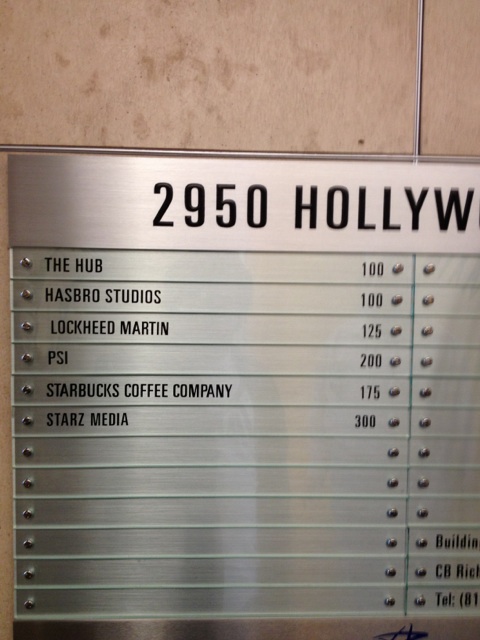 2950 HOLLYW
THE HUB 100
HASBRO STUDIOS 100
LOCKHEED MARTIN 125
PSI 200
STARBUCKS COFFEE COMPANY 175
STARZ MEDIA 300
Buildin
CB Rich
Tel: (81